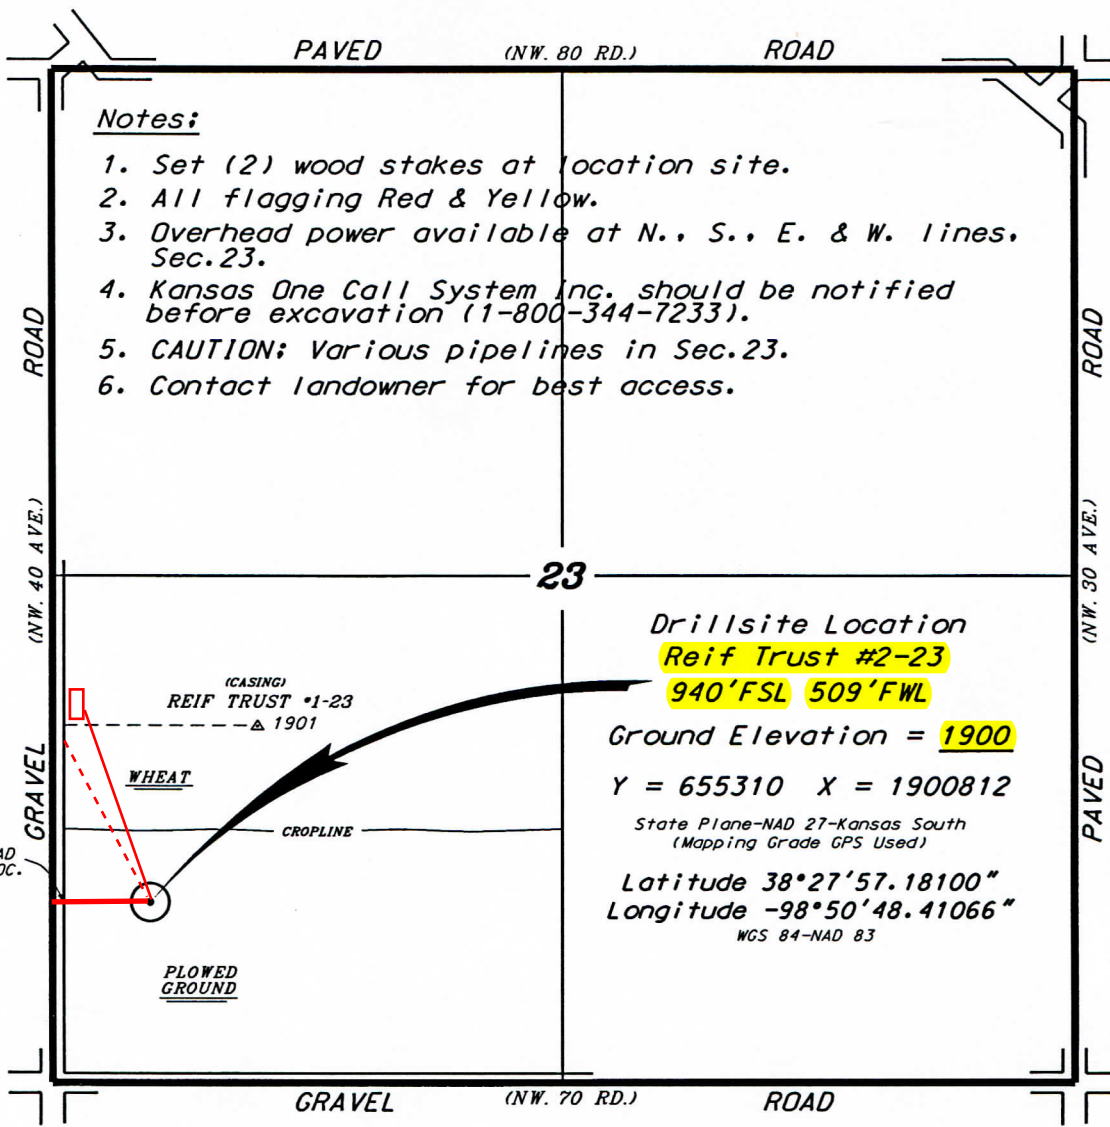 PAVED (NW. 80 RD.) ROAD
Notes:
1. Set (2) wood stakes at location site.
2. All flagging Red & Yellow.
3. Overhead power available at N., S., E. & W. lines,
Sec.23.
4. Kansas One Call System Inc. should be notified
before excavation (1-800-344-7233).
5. CAUTION: Various pipelines in Sec.23.
6. Contact landowner for best access.
ROAD
(NW. 40 AVE.)
GRAVEL
ROAD
(NW. 30 AVE.)
PAVED
23
Drillsite Location
Reif Trust #2-23
940'FSL 509'FWL
Ground Elevation = 1900
Y = 655310 X = 1900812
State Plane-NAD 27-Kansas South
(Mapping Grade GPS Used)
Latitude 38°27'57.18100"
Longitude -98°50'48.41066"
WGS 84-NAD 83
(CASING)
REIF TRUST #1-23
1901
WHEAT
CROPLINE
PLOWED
GROUND
GRAVEL (NW. 70 RD.) ROAD